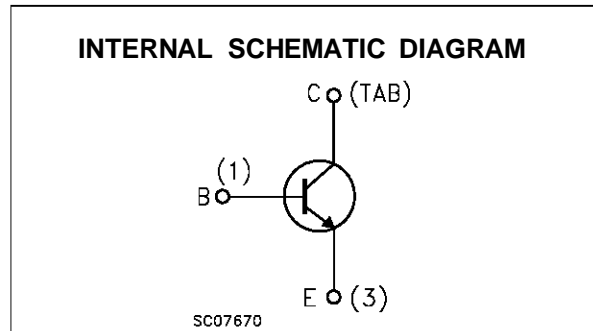 INTERNAL SCHEMATIC DIAGRAM
C (TAB)
(1)
B
E (3)
SC07670